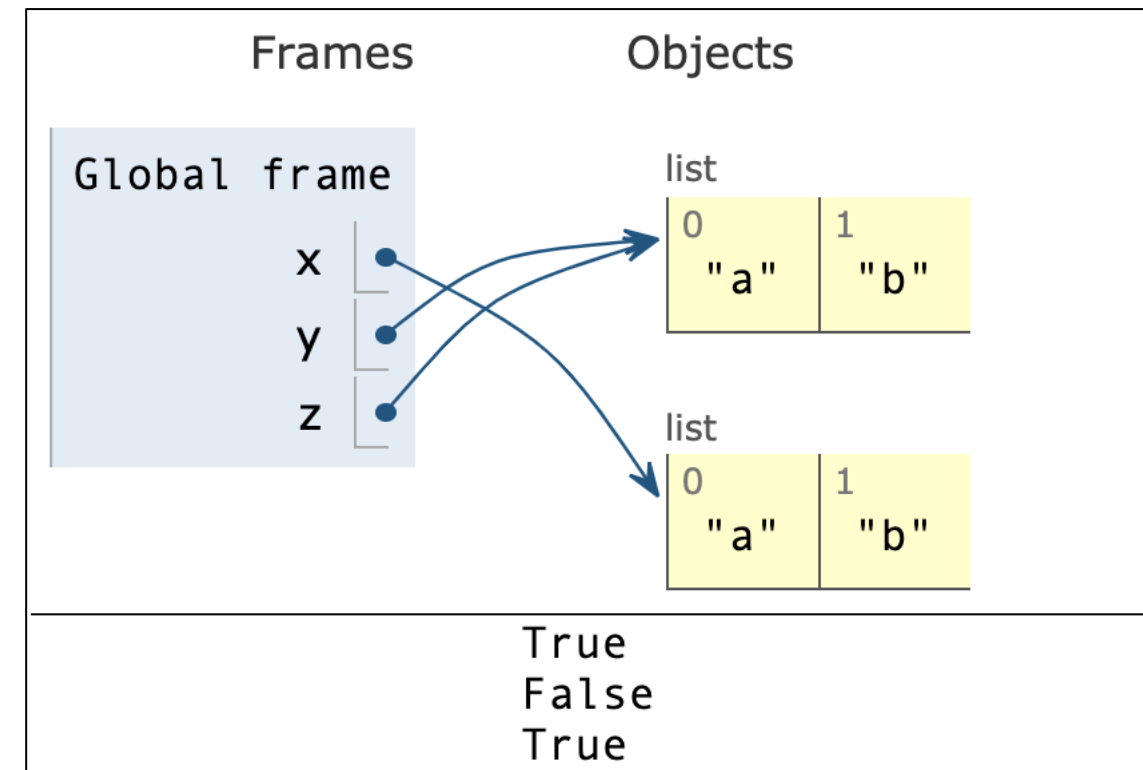 Frames Objects
Global frame
x
y
z
list
0 1
"a" "b"
list
0 1
"a" "b"
True
False
True